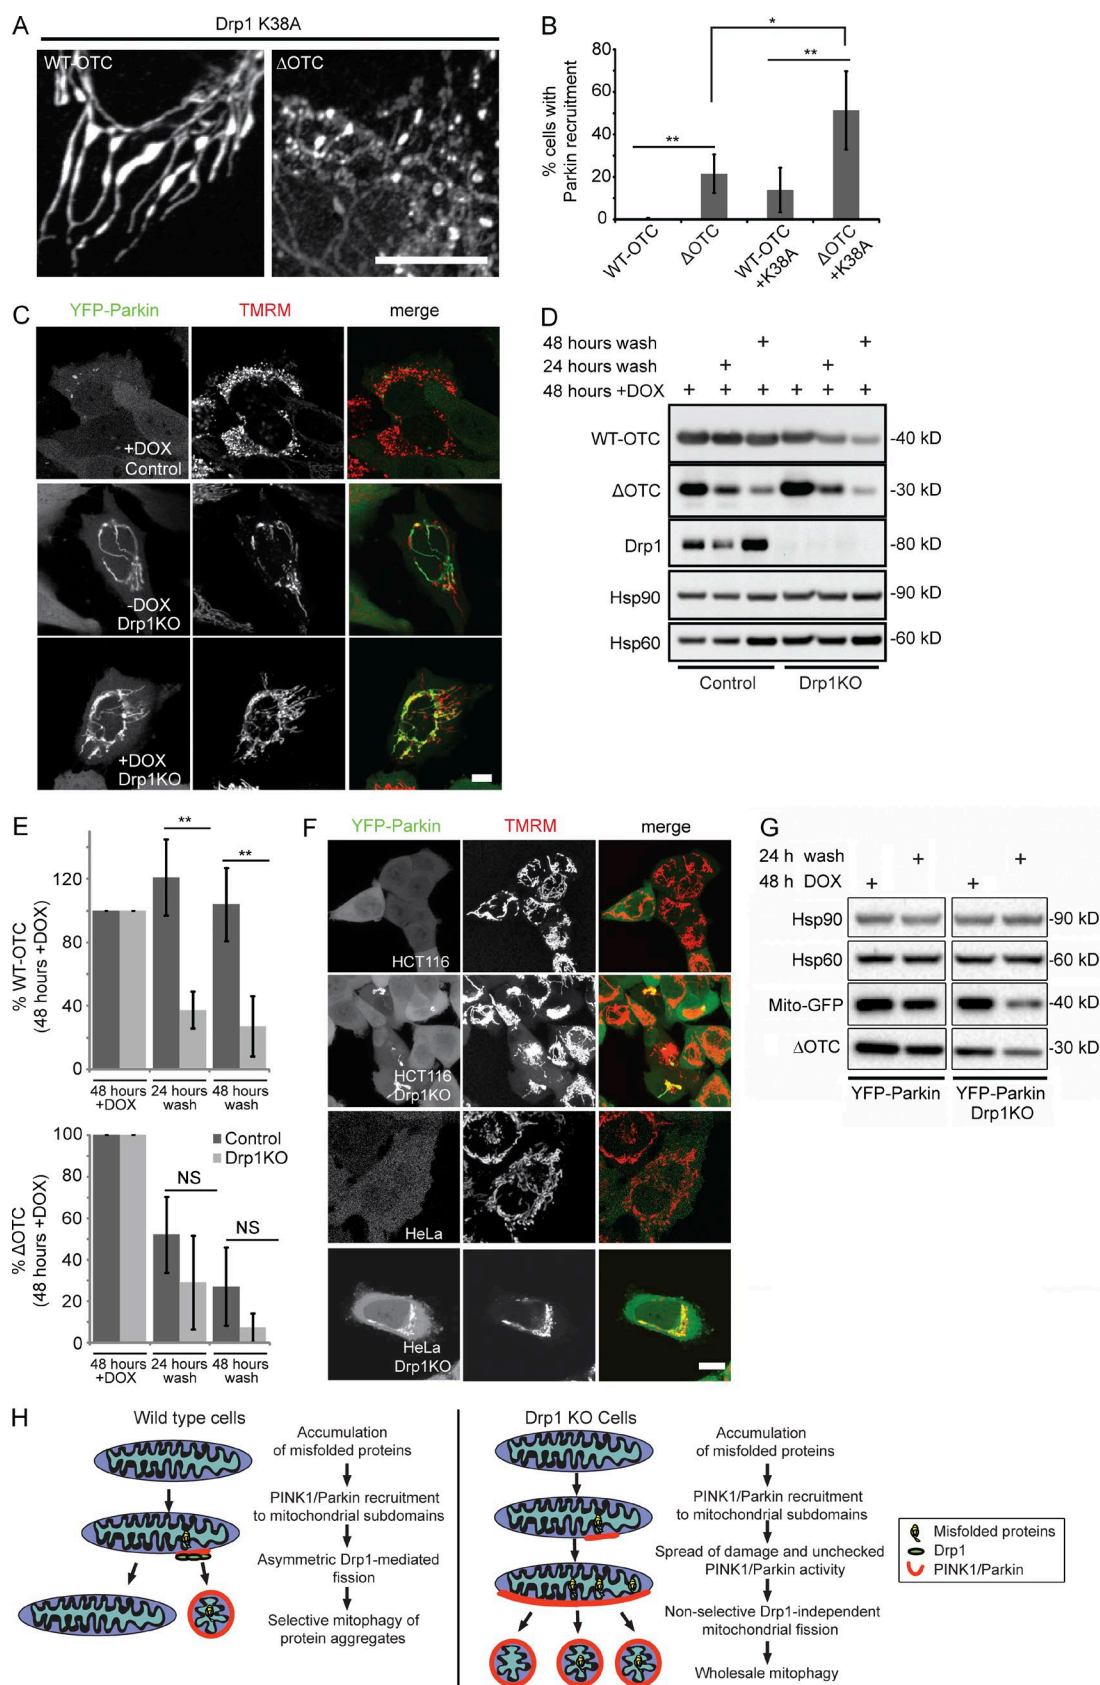 A
Drp1 K38A
WT-OTC
ΔOTC
B
% cells with
Parkin recruitment
80
60
40
20
0
**
*
**
WT-OTC
ΔOTC
WT-OTC
+K38A
ΔOTC
+K38A
C
YFP-Parkin
TMRM
merge
+DOX
Control
-DOX
Drp1KO
+DOX
Drp1KO
D
48 hours wash + +
24 hours wash + +
48 hours +DOX + + + + + +
WT-OTC -40 kD
ΔOTC -30 kD
Drp1 -80 kD
Hsp90 -90 kD
Hsp60 -60 kD
Control Drp1KO
E
% WT-OTC
(48 hours +DOX)
120
80
40
0
**
**
48 hours
+DOX
24 hours
wash
48 hours
wash
% ΔOTC
(48 hours +DOX)
100
80
60
40
20
0
Control
Drp1KO
NS
NS
48 hours
+DOX
24 hours
wash
48 hours
wash
F
YFP-Parkin
TMRM
merge
HCT116
HCT116
Drp1KO
HeLa
HeLa
Drp1KO
G
24 h wash + +
48 h DOX + +
Hsp90 -90 kD
Hsp60 -60 kD
Mito-GFP -40 kD
ΔOTC -30 kD
YFP-Parkin
YFP-Parkin
Drp1KO
H
Wild type cells
Accumulation
of misfolded proteins
PINK1/Parkin recruitment
to mitochondrial subdomains
Asymmetric Drp1-mediated
fission
Selective mitophagy of
protein aggregates
Drp1 KO Cells
Accumulation
of misfolded proteins
PINK1/Parkin recruitment
to mitochondrial subdomains
Spread of damage and unchecked
PINK1/Parkin activity
Non-selective Drp1-independent
mitochondrial fission
Wholesale mitophagy
Misfolded proteins
Drp1
PINK1/Parkin